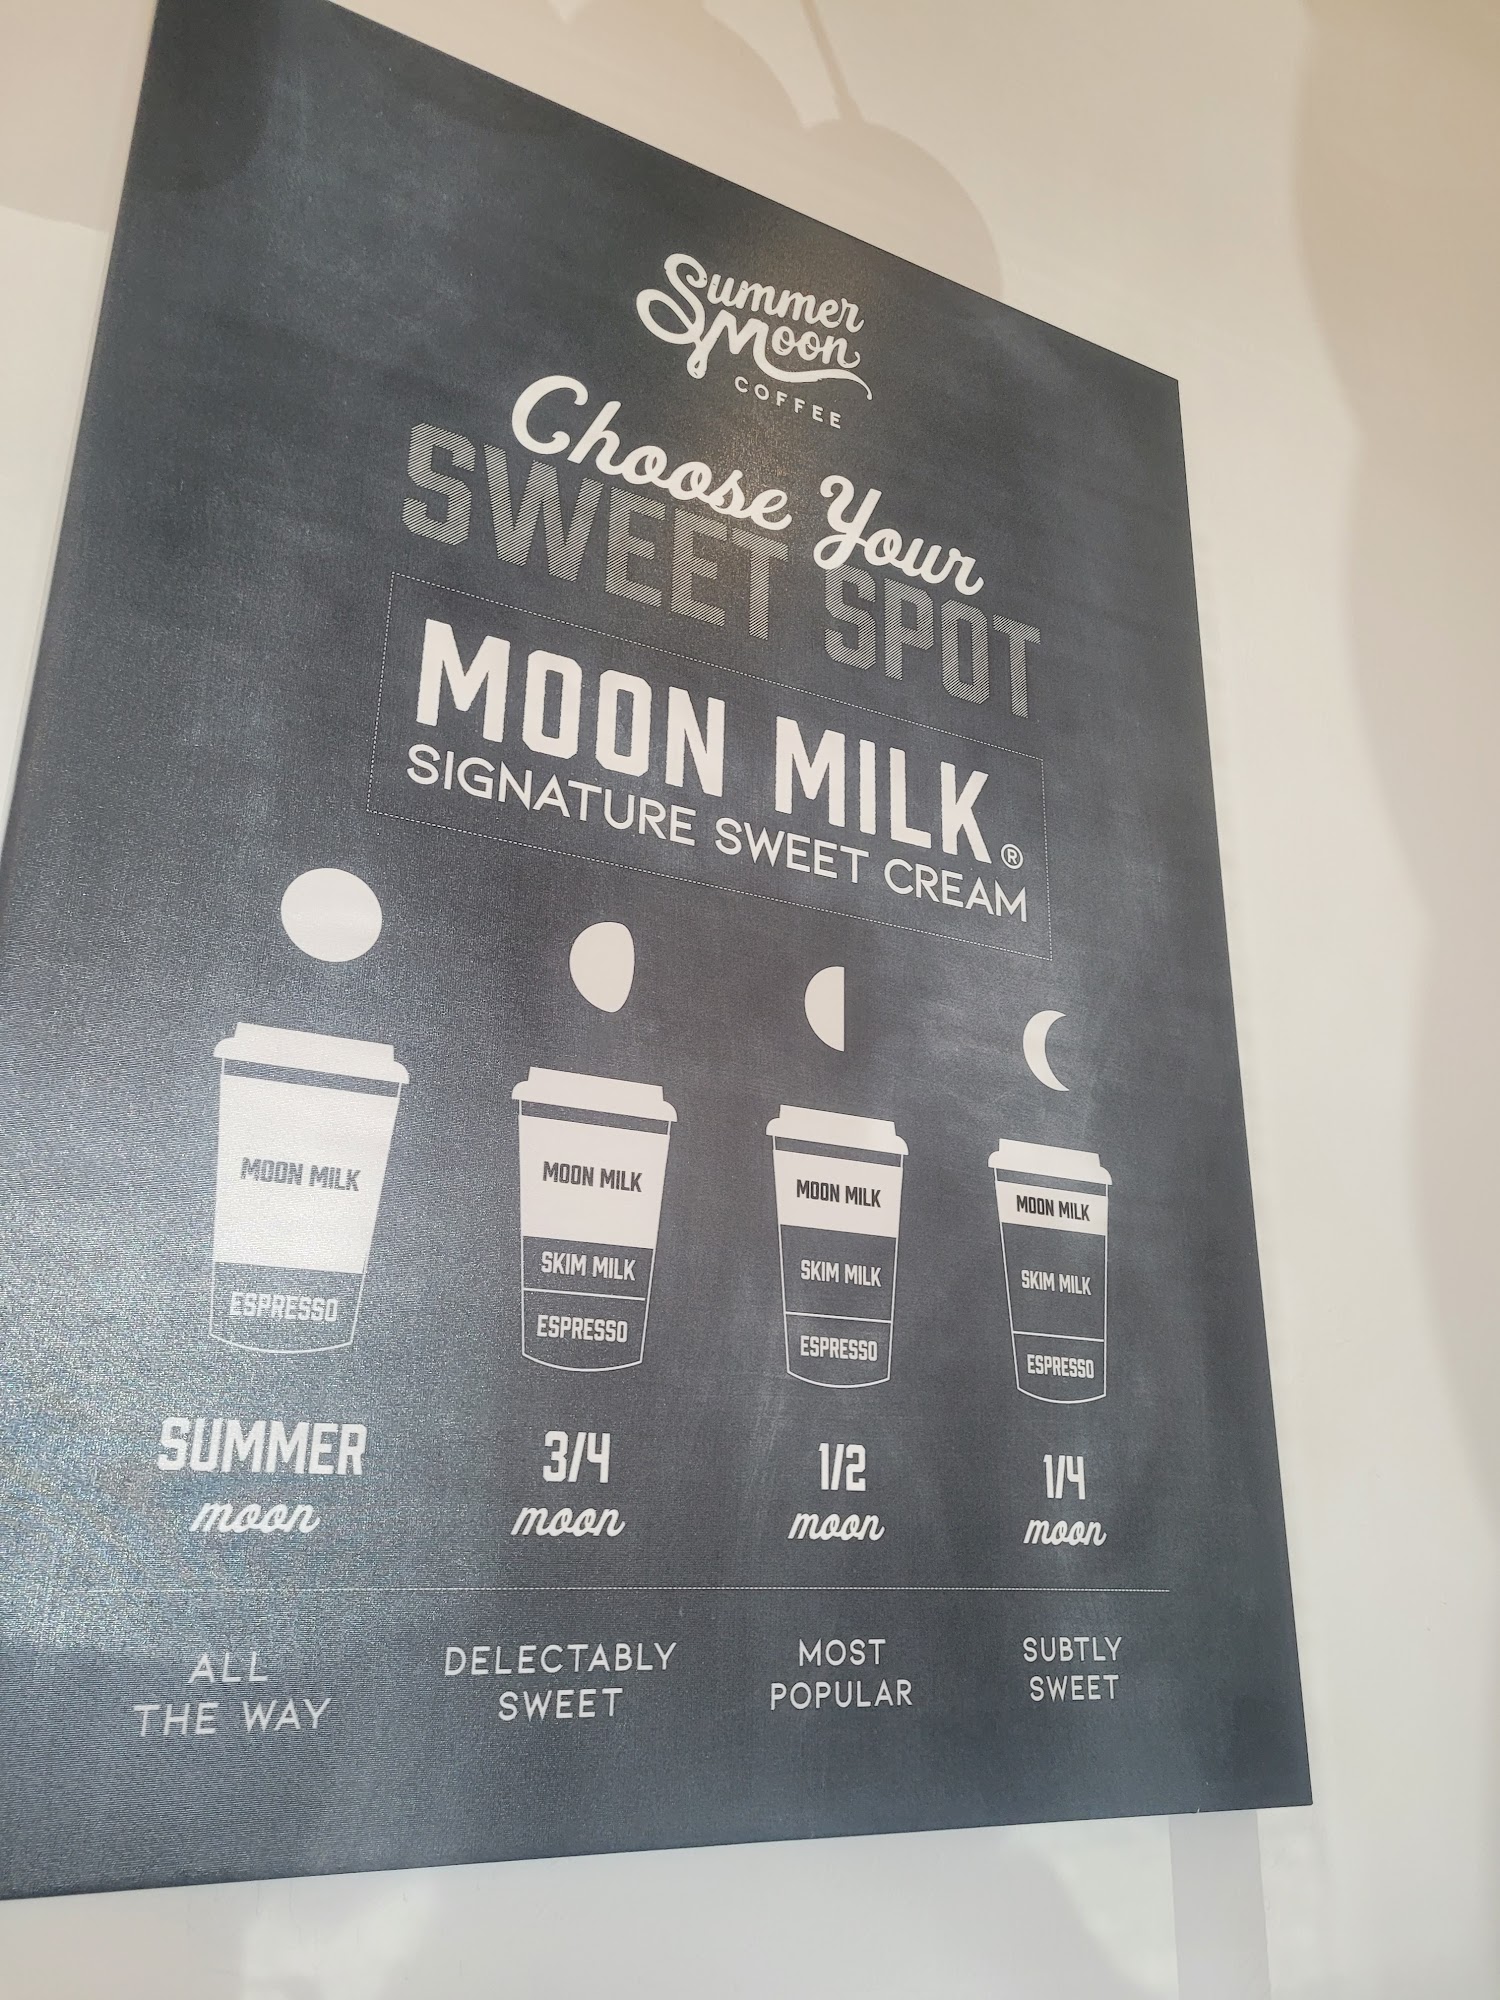 Summer
Moon
COFFEE
Choose Your
SWEET SPOT
MOON MILK®
SIGNATURE SWEET CREAM
MOON MILK
ESPRESSO
SUMMER
moon
ALL
THE WAY
MOON MILK
SKIM MILK
ESPRESSO
3/4
moon
DELECTABLY
SWEET
MOON MILK
SKIM MILK
ESPRESSO
1/2
moon
MOST
POPULAR
MOON MILK
SKIM MILK
ESPRESSO
1/4
moon
SUBTLY
SWEET